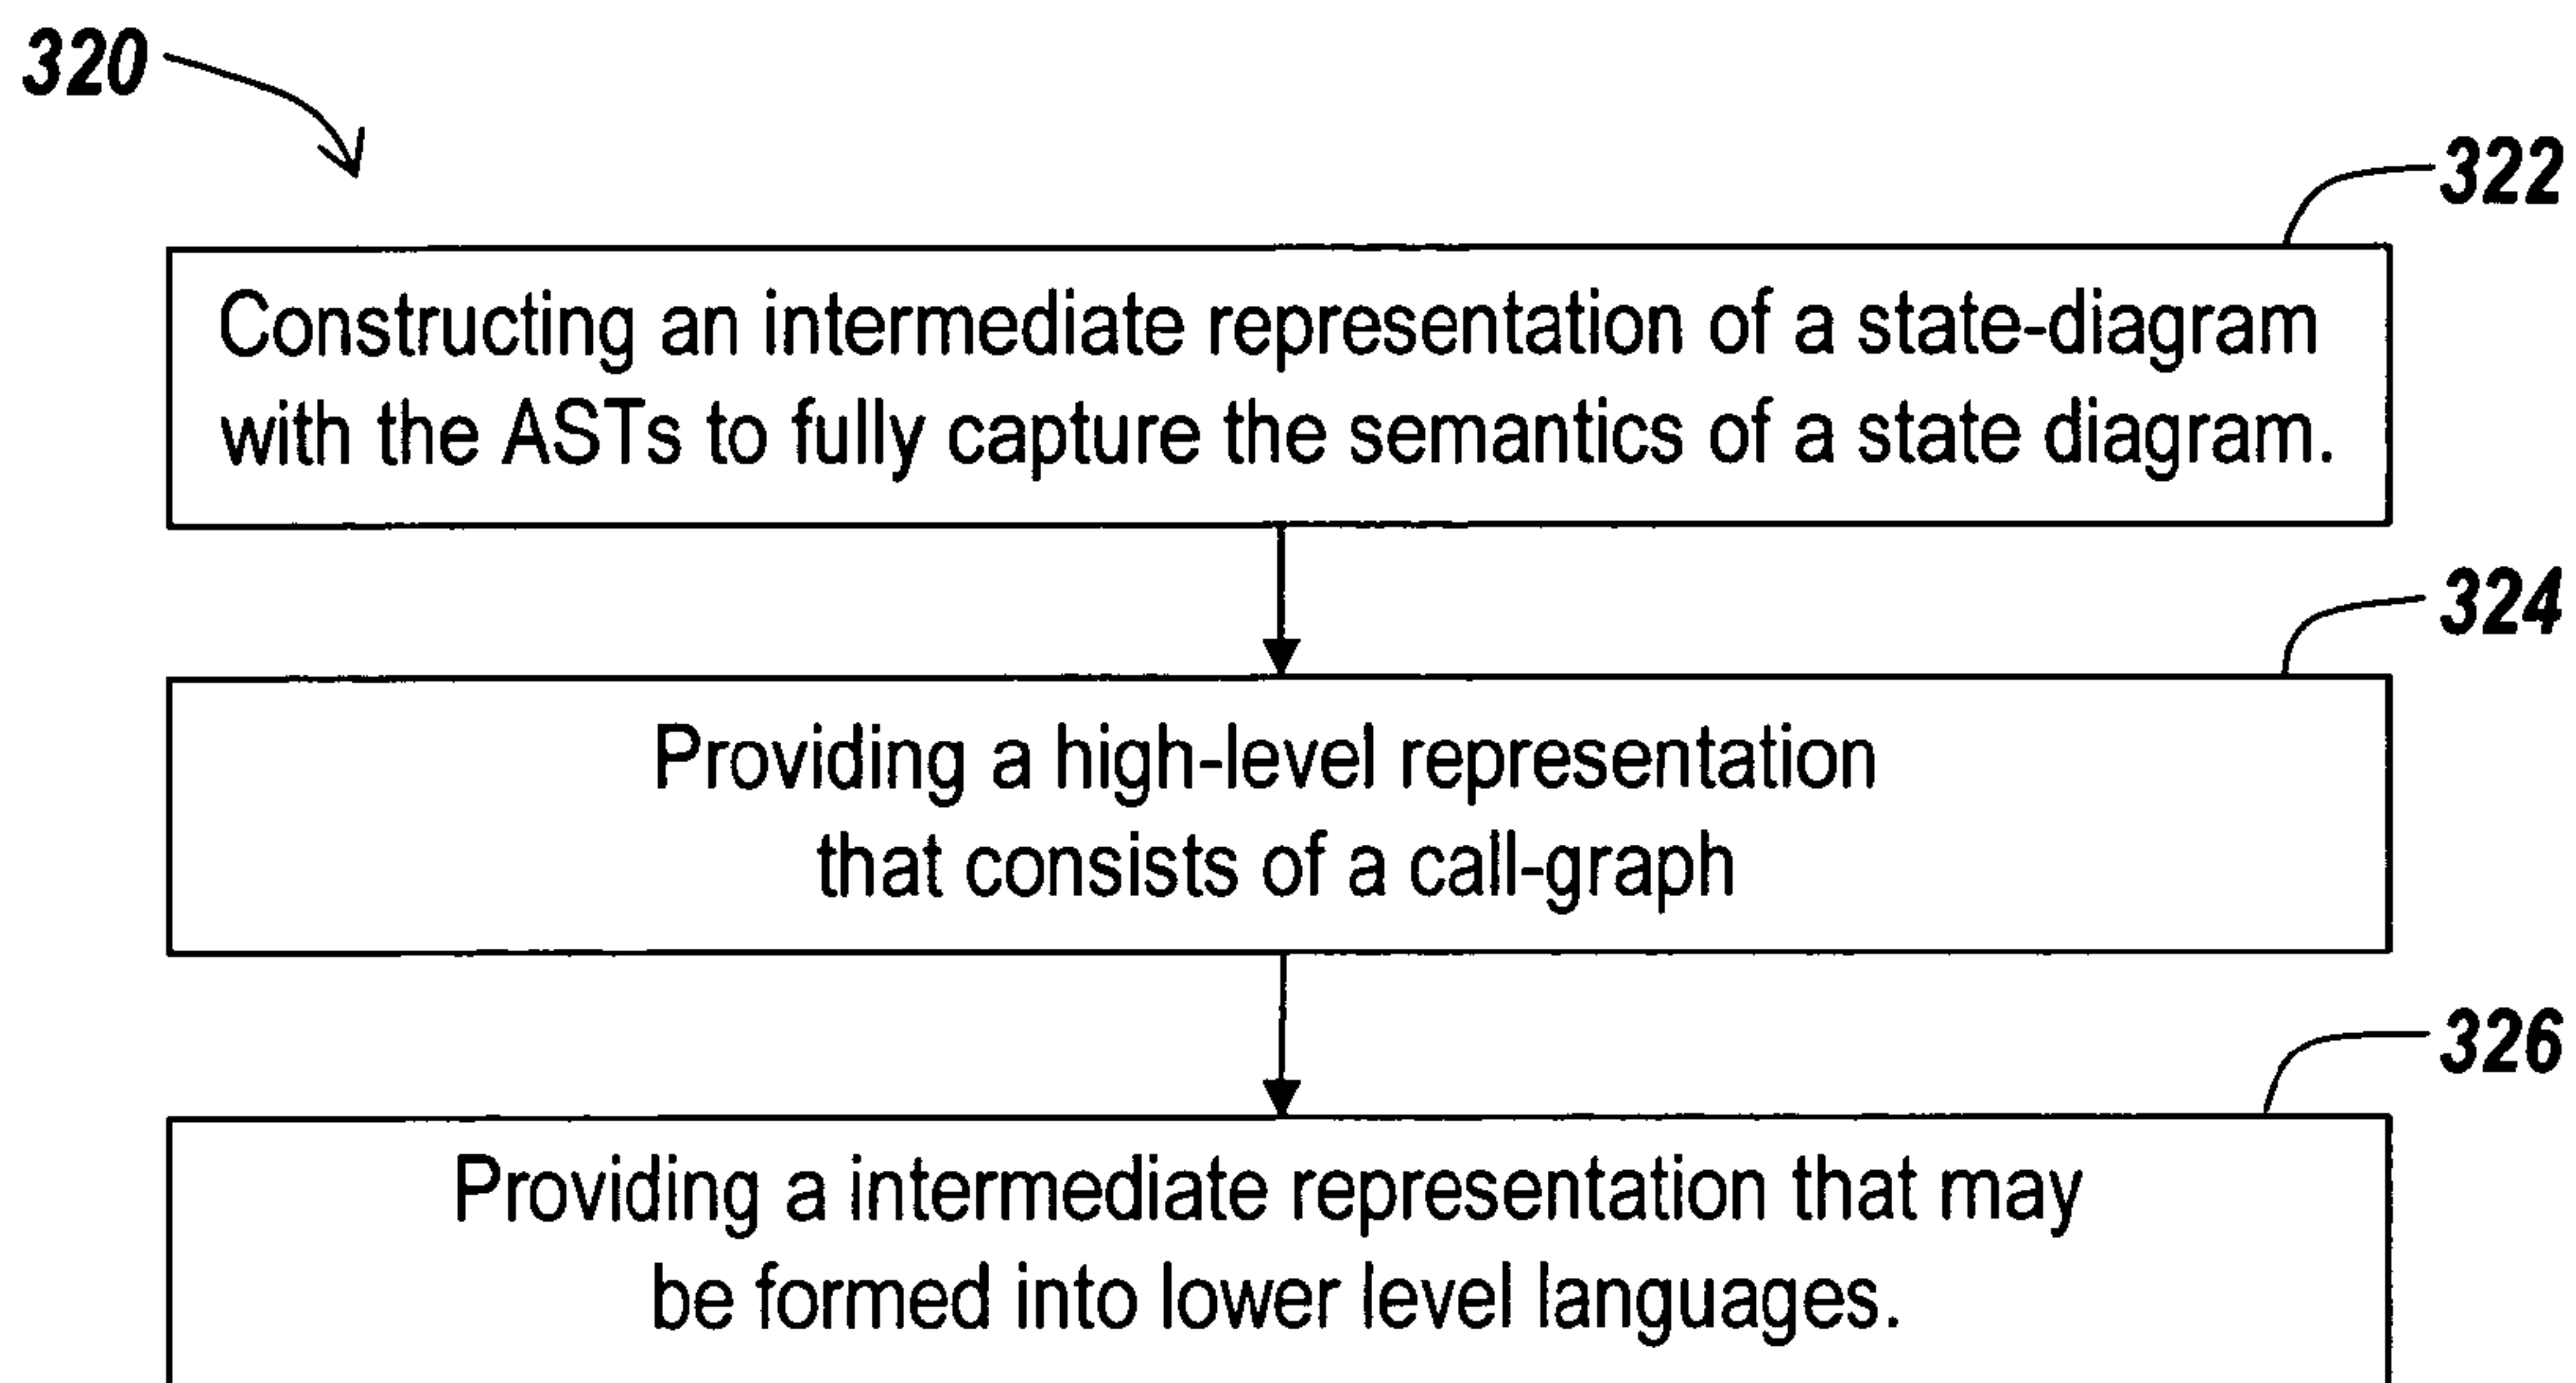 320
322
Constructing an intermediate representation of a state-diagram
with the ASTs to fully capture the semantics of a state diagram.
324
Providing a high-level representation
that consists of a call-graph
326
Providing a intermediate representation that may
be formed into lower level languages.